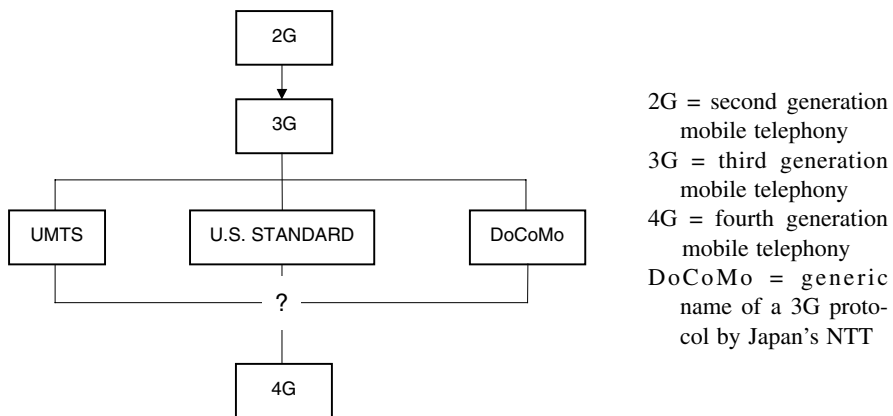 2G
3G
UMTS
U.S. STANDARD
DoCoMo
?
4G
2G = second generation
mobile telephony
3G = third generation
mobile telephony
4G = fourth generation
mobile telephony
DoCoMo = generic
name of a 3G proto-
col by Japan's NTT